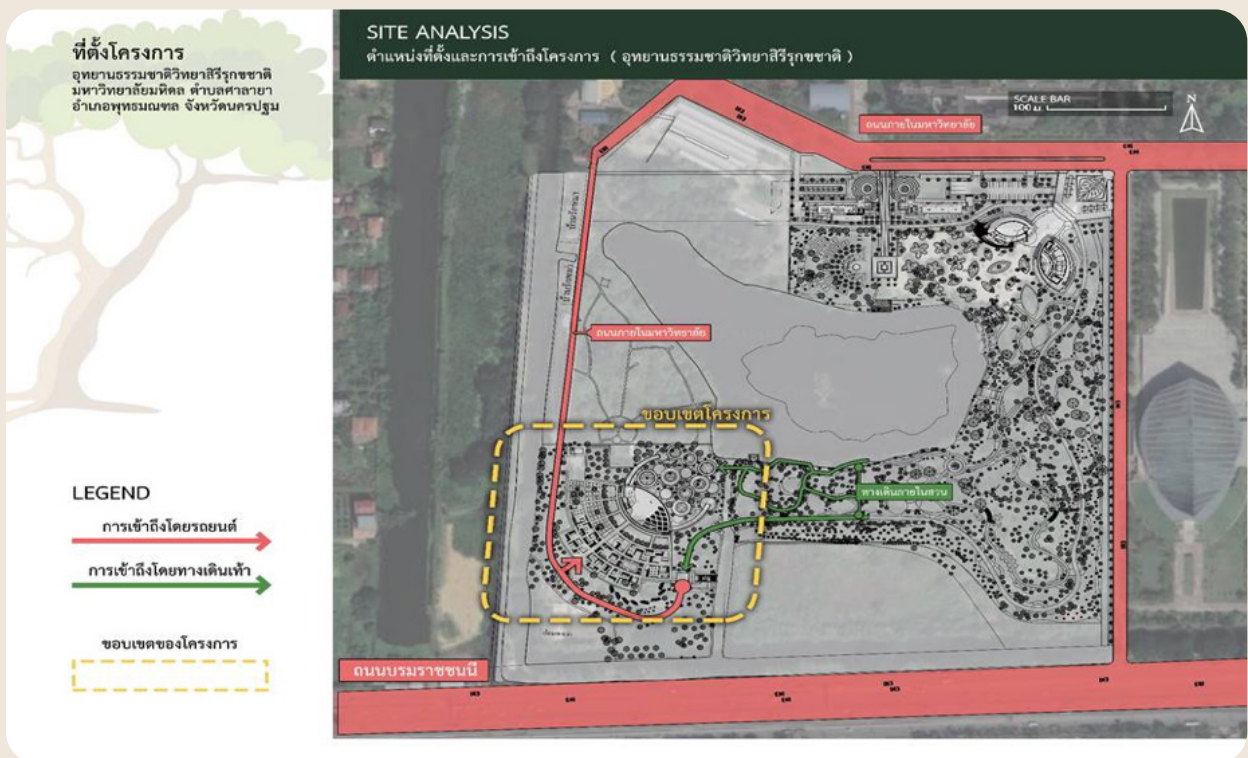 ที่ตั้งโครงการ
อุทยานธรรมชาติวิทยาสิรีรุกขชาติ
มหาวิทยาลัยมหิดล ตำบลศาลายา
อำเภอพุทธมณฑล จังหวัดนครปฐม
SITE ANALYSIS
ตำแหน่งที่ตั้งและการเข้าถึงโครงการ ( อุทยานธรรมชาติวิทยาสิรีรุกขชาติ )
SCALE BAR
100 ม
N
ถนนภายในมหาวิทยาลัย
ถนนภายในมหาวิทยาลัย
ขอบเขตโครงการ
ทางเดินภายในสวน
LEGEND
การเข้าถึงโดยรถยนต์
การเข้าถึงโดยทางเดินเท้า
ขอบเขตของโครงการ
ถนนบรมราชชนนี